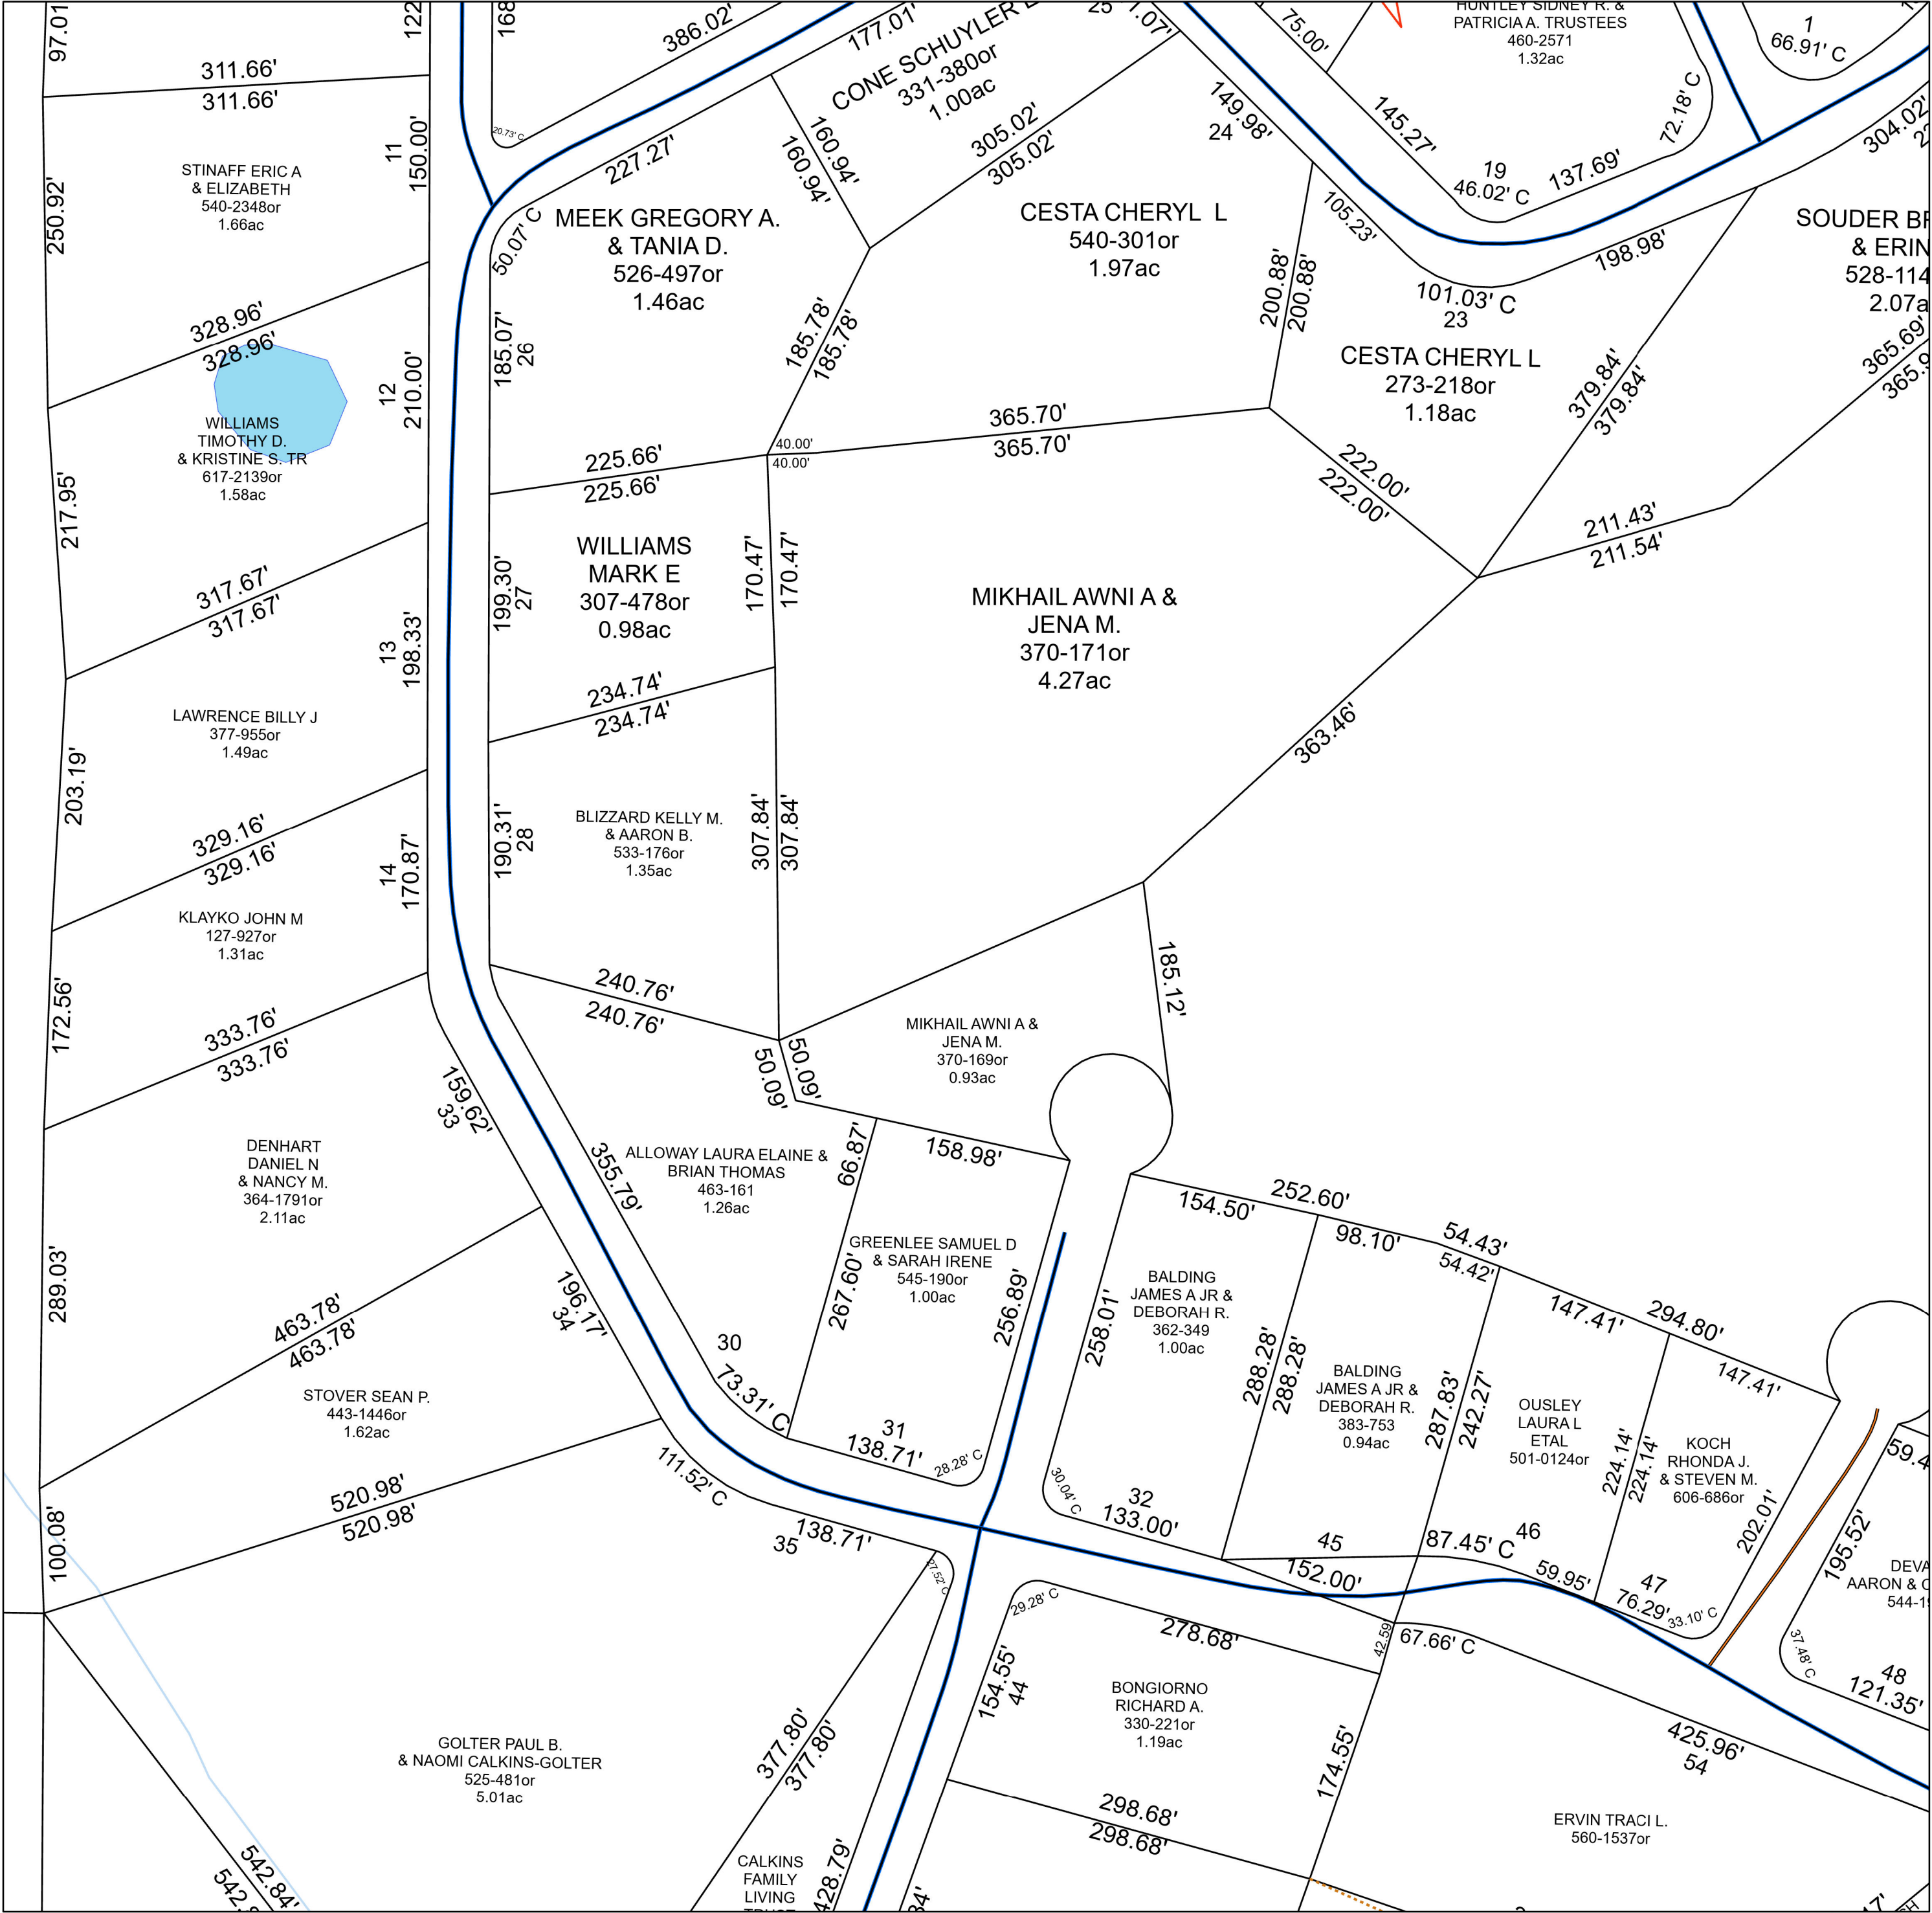 97.01'
122
168
386.02'
177.01'
CONE SCHUYLER
331-380or
1.00ac
25
1.07'
75.00'
HUNTLEY SIDNEY R. &
PATRICIA A. TRUSTEES
460-2571
1.32ac
1
66.91' C
311.66'
311.66'
11
150.00'
20.73' C
227.27'
160.94'
160.94'
305.02'
305.02'
149.98'
24
145.27'
72.18' C
19
46.02' C
137.69'
304.02'
STINAFF ERIC A
& ELIZABETH
540-2348or
1.66ac
250.92'
50.07' C
MEEK GREGORY A.
& TANIA D.
526-497or
1.46ac
CESTA CHERYL L
540-301or
1.97ac
105.23'
200.88'
200.88'
101.03' C
23
198.98'
SOUDER
& ERIN
528-114
2.07a
328.96'
328.96'
185.07'
26
185.78'
185.78'
CESTA CHERYL L
273-218or
1.18ac
379.84'
379.84'
365.69'
365.9
12
210.00'
WILLIAMS
TIMOTHY D.
& KRISTINE S. TR
617-2139or
1.58ac
217.95'
225.66'
225.66'
40.00'
40.00'
365.70'
365.70'
222.00'
222.00'
211.43'
211.54'
317.67'
317.67'
13
198.33'
199.30'
27
WILLIAMS
MARK E
307-478or
0.98ac
170.47'
170.47'
MIKHAIL AWNI A &
JENA M.
370-171or
4.27ac
234.74'
234.74'
363.46'
LAWRENCE BILLY J
377-955or
1.49ac
203.19'
329.16'
329.16'
14
170.87'
190.31'
28
BLIZZARD KELLY M.
& AARON B.
533-176or
1.35ac
307.84'
307.84'
KLAYKO JOHN M
127-927or
1.31ac
172.56'
333.76'
333.76'
240.76'
240.76'
50.09'
50.09'
MIKHAIL AWNI A &
JENA M.
370-169or
0.93ac
185.12'
159.62'
33
DENHART
DANIEL N
& NANCY M.
364-1791or
2.11ac
355.79'
ALLOWAY LAURA ELAINE &
BRIAN THOMAS
463-161
1.26ac
66.87'
158.98'
289.03'
463.78'
463.78'
196.17'
34
267.60'
GREENLEE SAMUEL D
& SARAH IRENE
545-190or
1.00ac
256.89'
258.01'
154.50'
252.60'
98.10'
54.43'
54.42'
BALDING
JAMES A JR &
DEBORAH R.
362-349
1.00ac
288.28'
288.28'
BALDING
JAMES A JR &
DEBORAH R.
383-753
0.94ac
287.83'
242.27'
147.41'
294.80'
147.41'
OUSLEY
LAURA L
ETAL
501-0124or
224.14'
224.14'
KOCH
RHONDA J.
& STEVEN M.
606-686or
202.01'
59.4
195.52'
DEVA
AARON &
544-1
30
73.31' C
31
138.71'
28.28' C
STOVER SEAN P.
443-1446or
1.62ac
520.98'
520.98'
111.52' C
138.71'
35
27.52' C
30.04' C
32
133.00'
45
152.00'
87.45' C
46
59.95'
47
76.29'
33.10' C
37.48' C
48
121.35'
100.08'
29.28' C
278.68'
42.59'
67.66' C
154.55'
44
BONGIORNO
RICHARD A.
330-221or
1.19ac
174.55'
425.96'
54
GOLTER PAUL B.
& NAOMI CALKINS-GOLTER
525-481or
5.01ac
377.80'
377.80'
298.68'
298.68'
ERVIN TRACI L.
560-1537or
CALKINS
FAMILY
LIVING
TRUST
428.79'
34'
542.84'
542.
17'